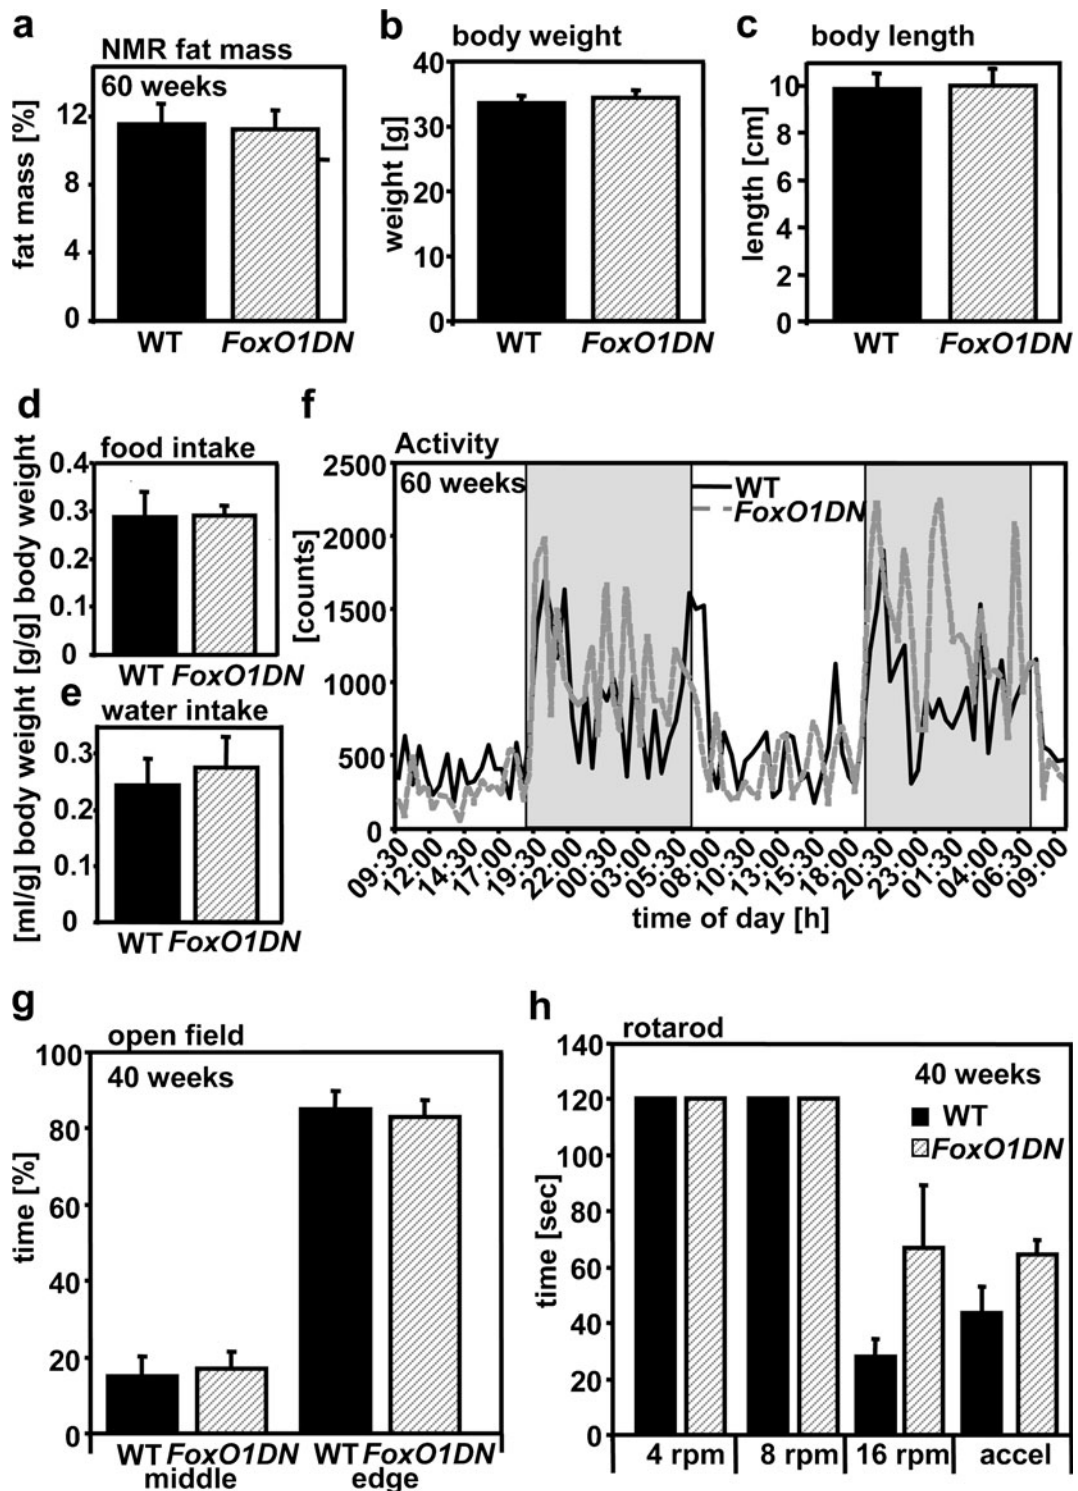 a
NMR fat mass
60 weeks
fat mass [%]
12
8
4
0
WT FoxO1DN
b
body weight
weight [g]
40
30
20
10
0
WT FoxO1DN
c
body length
length [cm]
10
8
6
4
2
0
WT FoxO1DN
d
food intake
[g/g] body weight
0.4
0.3
0.2
0.1
0
WT FoxO1DN
e
water intake
[ml/g] body weight
0.3
0.2
0.1
0
WT FoxO1DN
f
Activity
60 weeks
WT
FoxO1DN
[counts]
2500
2000
1500
1000
500
0
09:30 12:00 14:30 17:00 19:30 22:00 00:30 03:00 05:30 08:00 10:30 13:00 15:30 18:00 20:30 23:00 01:30 04:00 06:30 09:00
time of day [h]
g
open field
40 weeks
time [%]
100
80
60
40
20
0
WT FoxO1DN WT FoxO1DN
middle edge
h
rotarod
40 weeks
WT
FoxO1DN
time [sec]
140
120
100
80
60
40
20
0
4 rpm 8 rpm 16 rpm accel